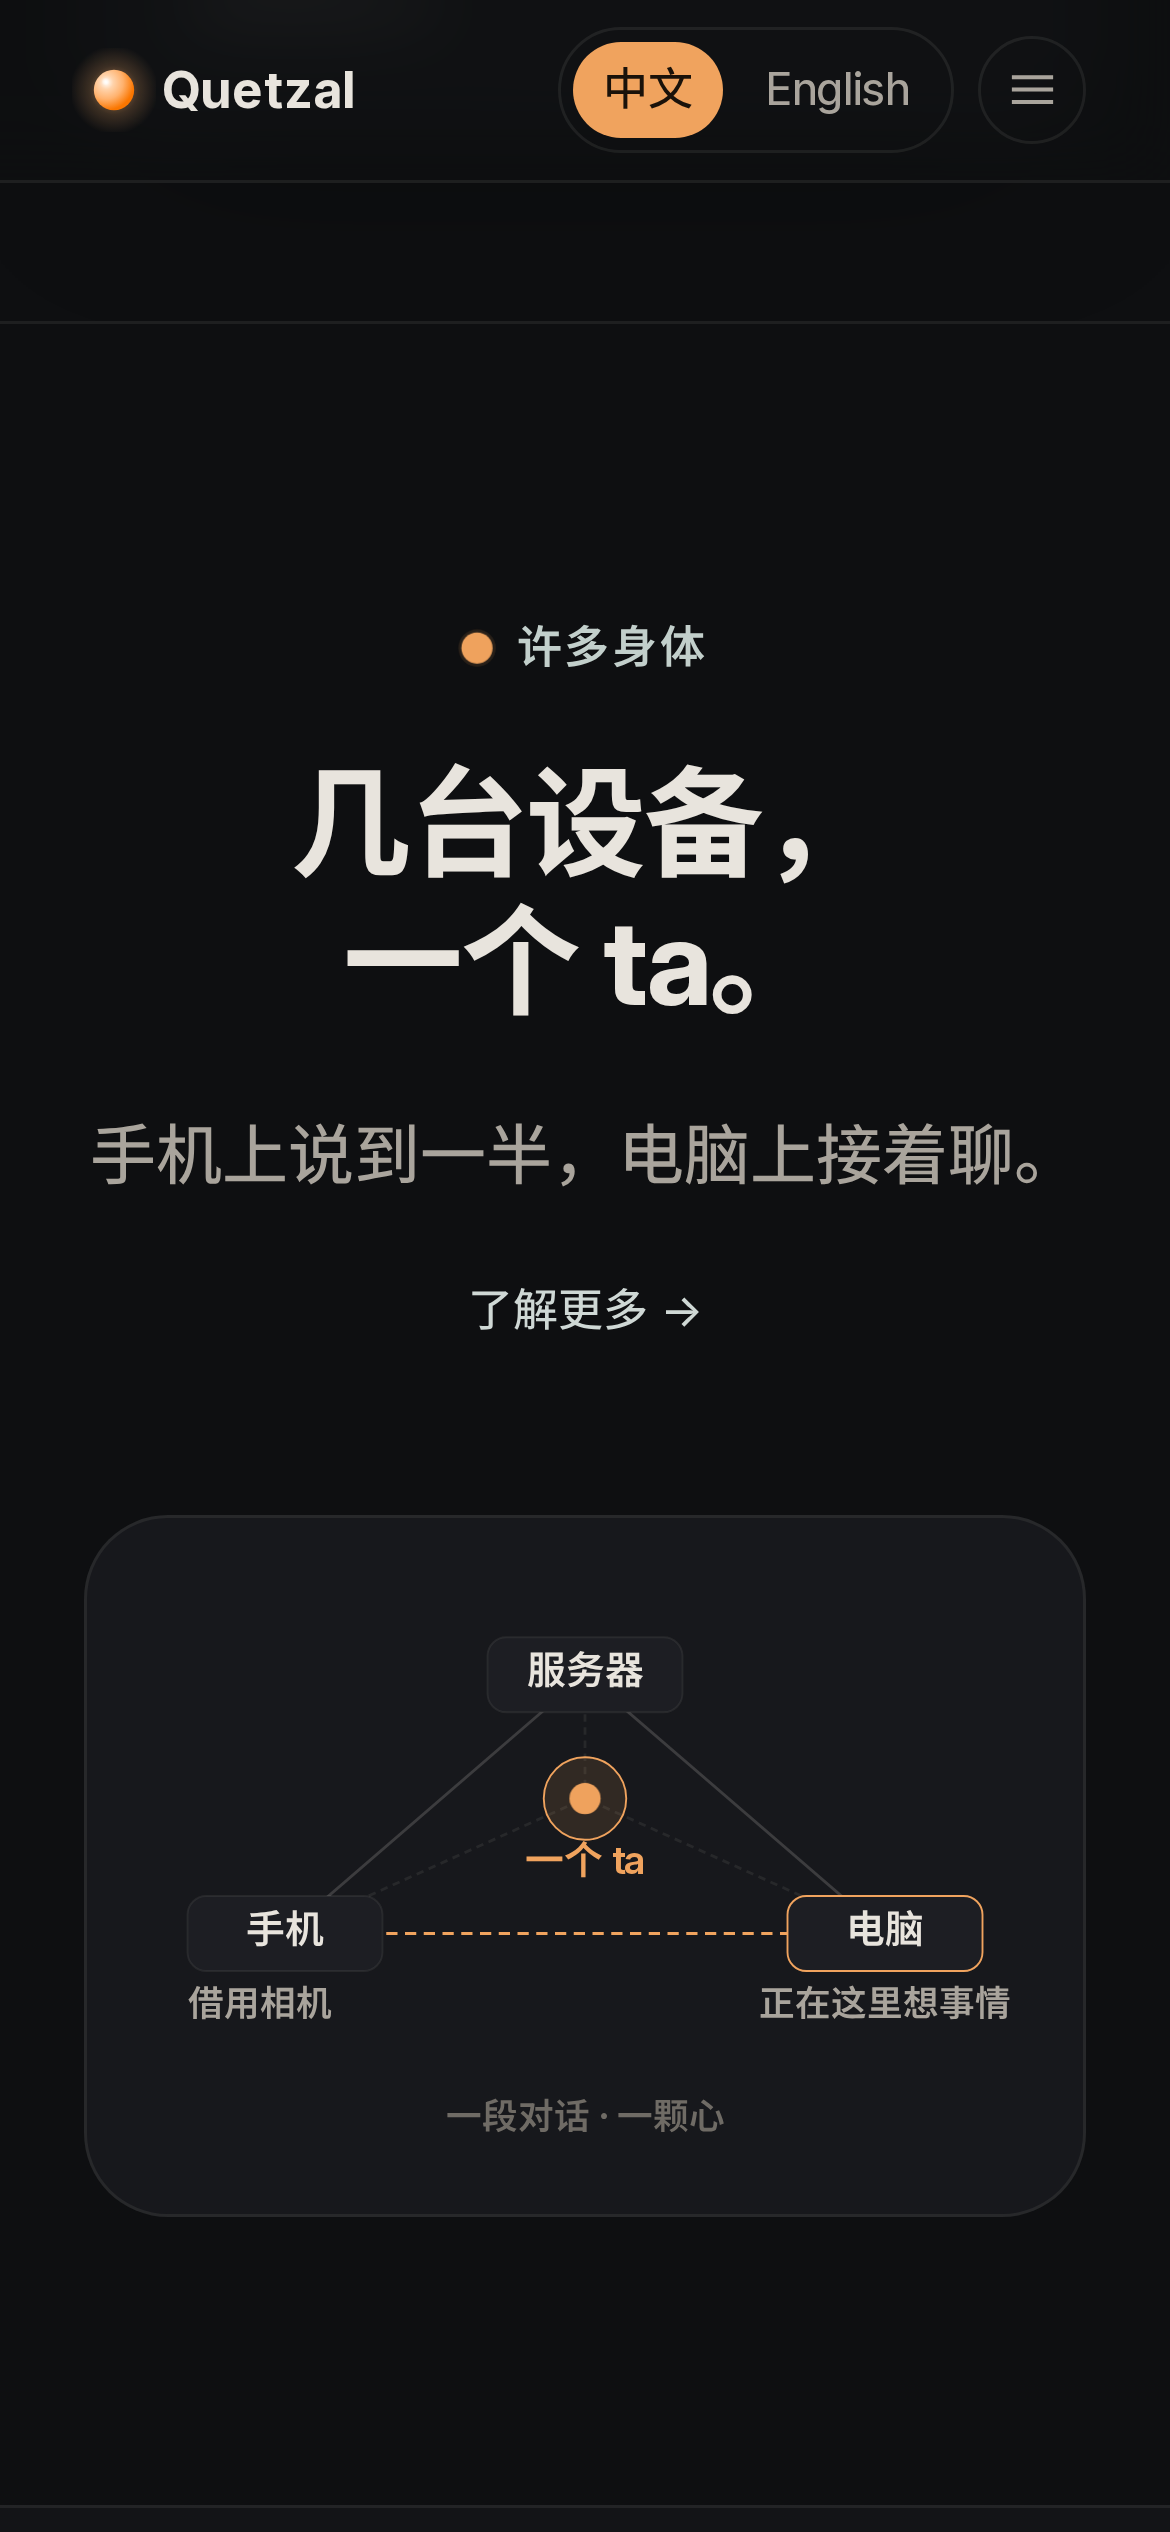 Quetzal
中文
English
许多身体
几台设备，
一个 ta。
手机上说到一半，电脑上接着聊。
了解更多 →
服务器
一个 ta
手机
电脑
借用相机
正在这里想事情
一段对话 · 一颗心